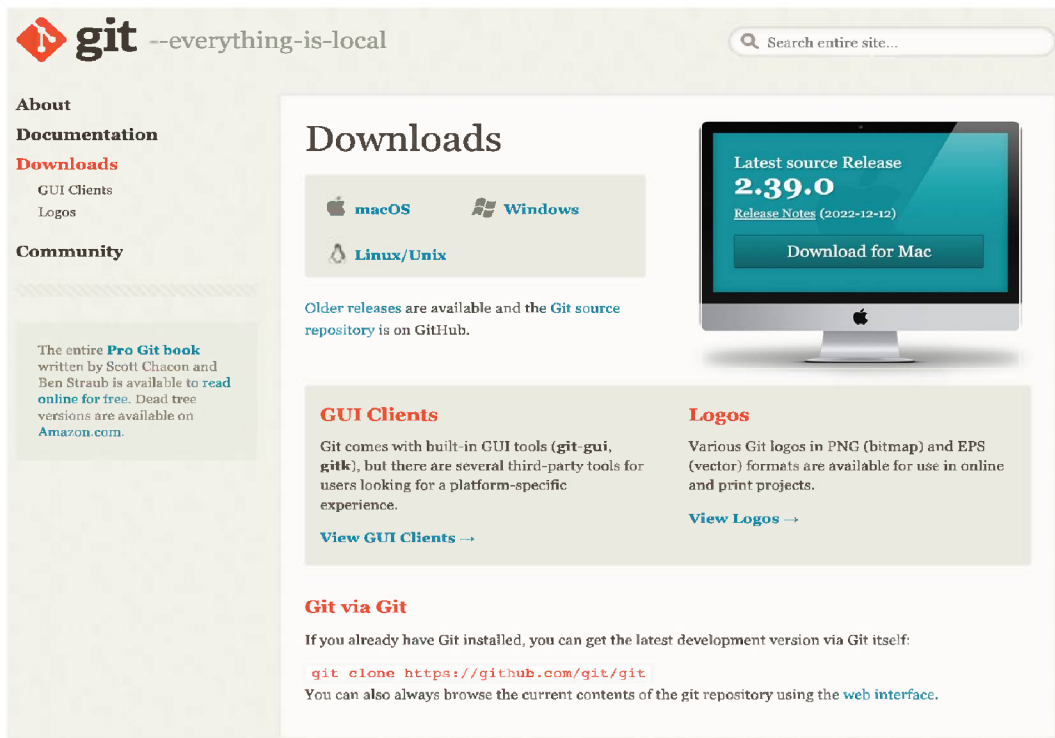 git --everything-is-local
Search entire site...
About
Documentation
Downloads
GUI Clients
Logos
Community
The entire Pro Git book
written by Scott Chacon and
Ben Straub is available to read
online for free. Dead tree
versions are available on
Amazon.com.
Downloads
macOS
Windows
Linux/Unix
Older releases are available and the Git source
repository is on GitHub.
Latest source Release
2.39.0
Release Notes (2022-12-12)
Download for Mac
GUI Clients
Git comes with built-in GUI tools (git-gui,
gitk), but there are several third-party tools for
users looking for a platform-specific
experience.
View GUI Clients →
Logos
Various Git logos in PNG (bitmap) and EPS
(vector) formats are available for use in online
and print projects.
View Logos →
Git via Git
If you already have Git installed, you can get the latest development version via Git itself:
git clone https://github.com/git/git
You can also always browse the current contents of the git repository using the web interface.